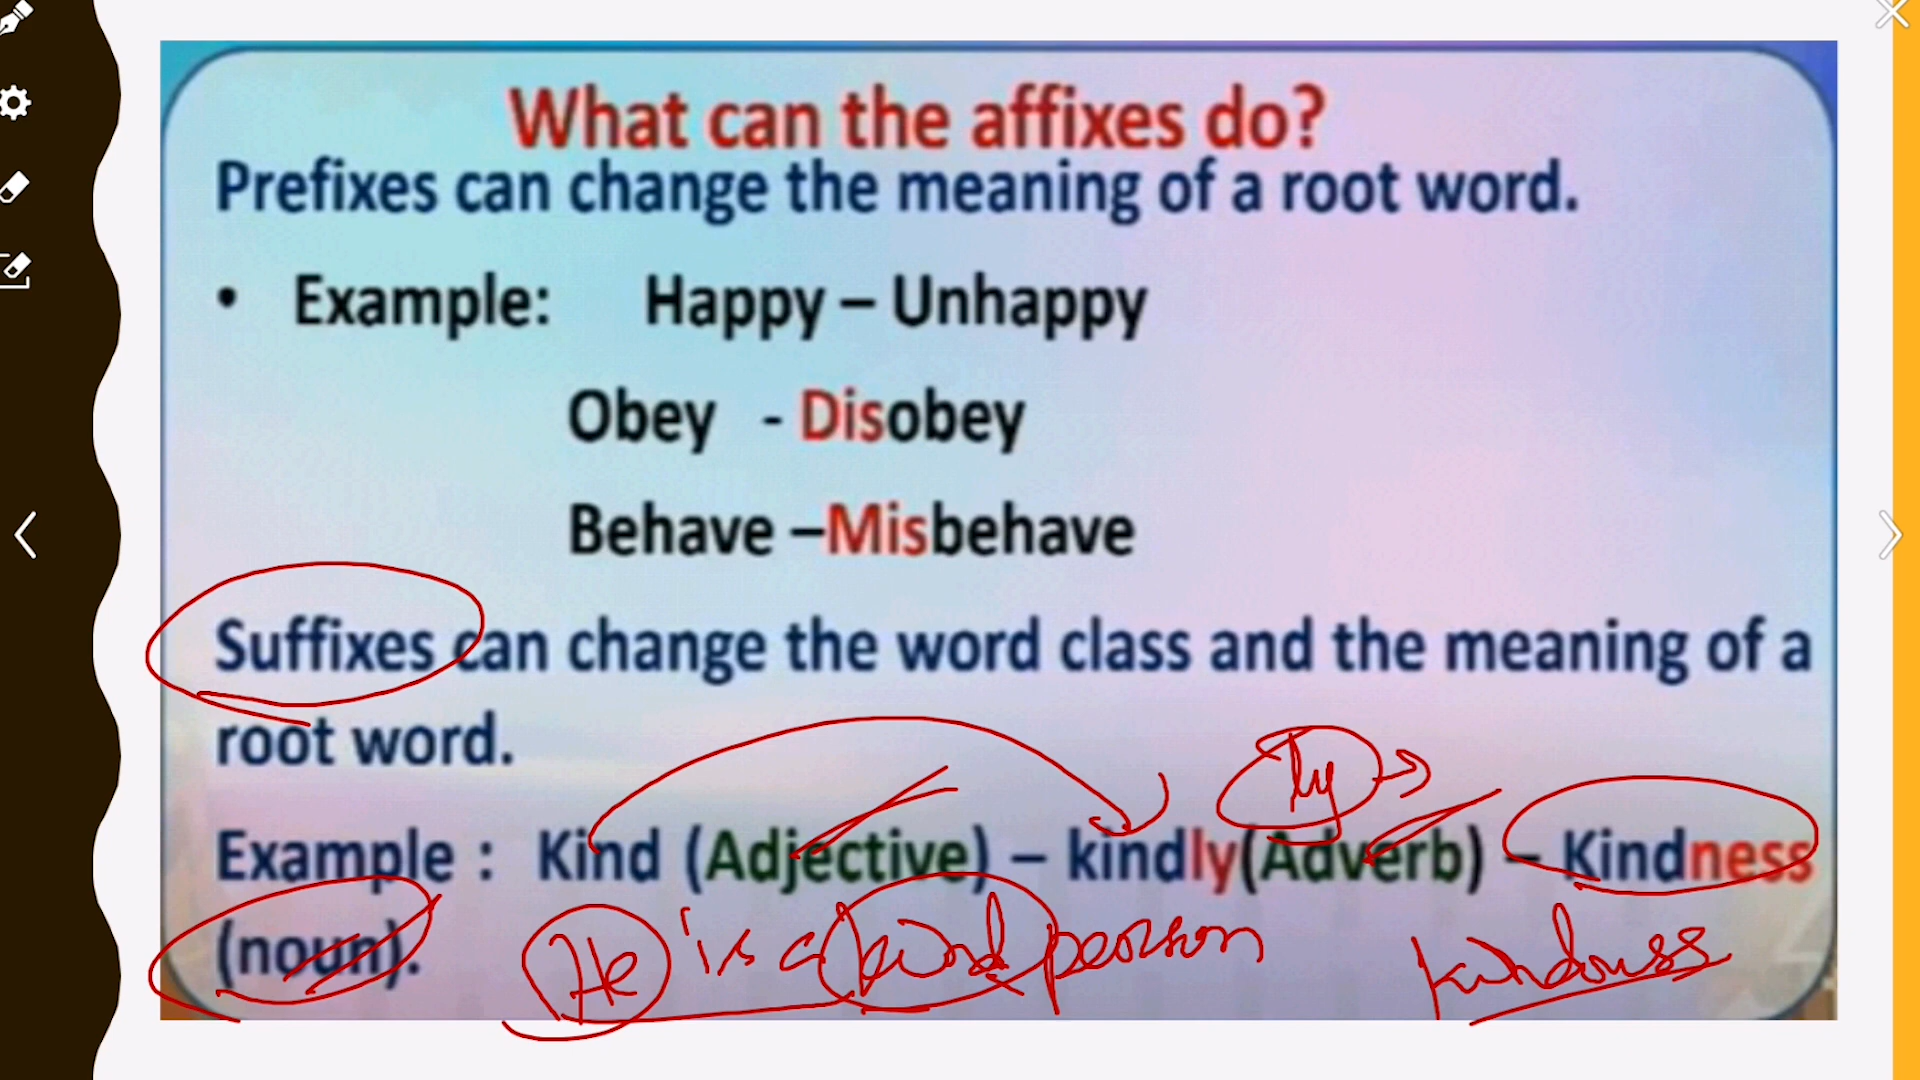 What can the affixes do?
Prefixes can change the meaning of a root word.
• Example: Happy – Unhappy
Obey - Disobey
Behave –Misbehave
Suffixes can change the word class and the meaning of a
root word.
ly
Example : Kind (Adjective) – kindly(Adverb) – Kindness
(noun).
He is a kind person
kindness